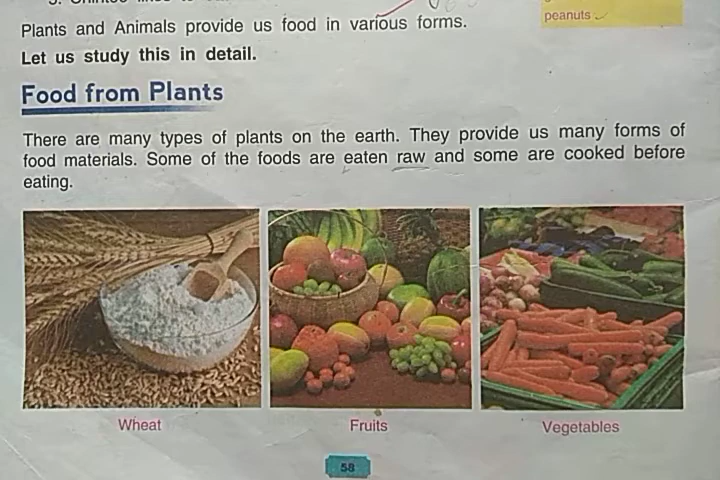 peanuts
Plants and Animals provide us food in various forms.
Let us study this in detail.
Food from Plants
There are many types of plants on the earth. They provide us many forms of
food materials. Some of the foods are eaten raw and some are cooked before
eating.
Wheat
Fruits
Vegetables
58